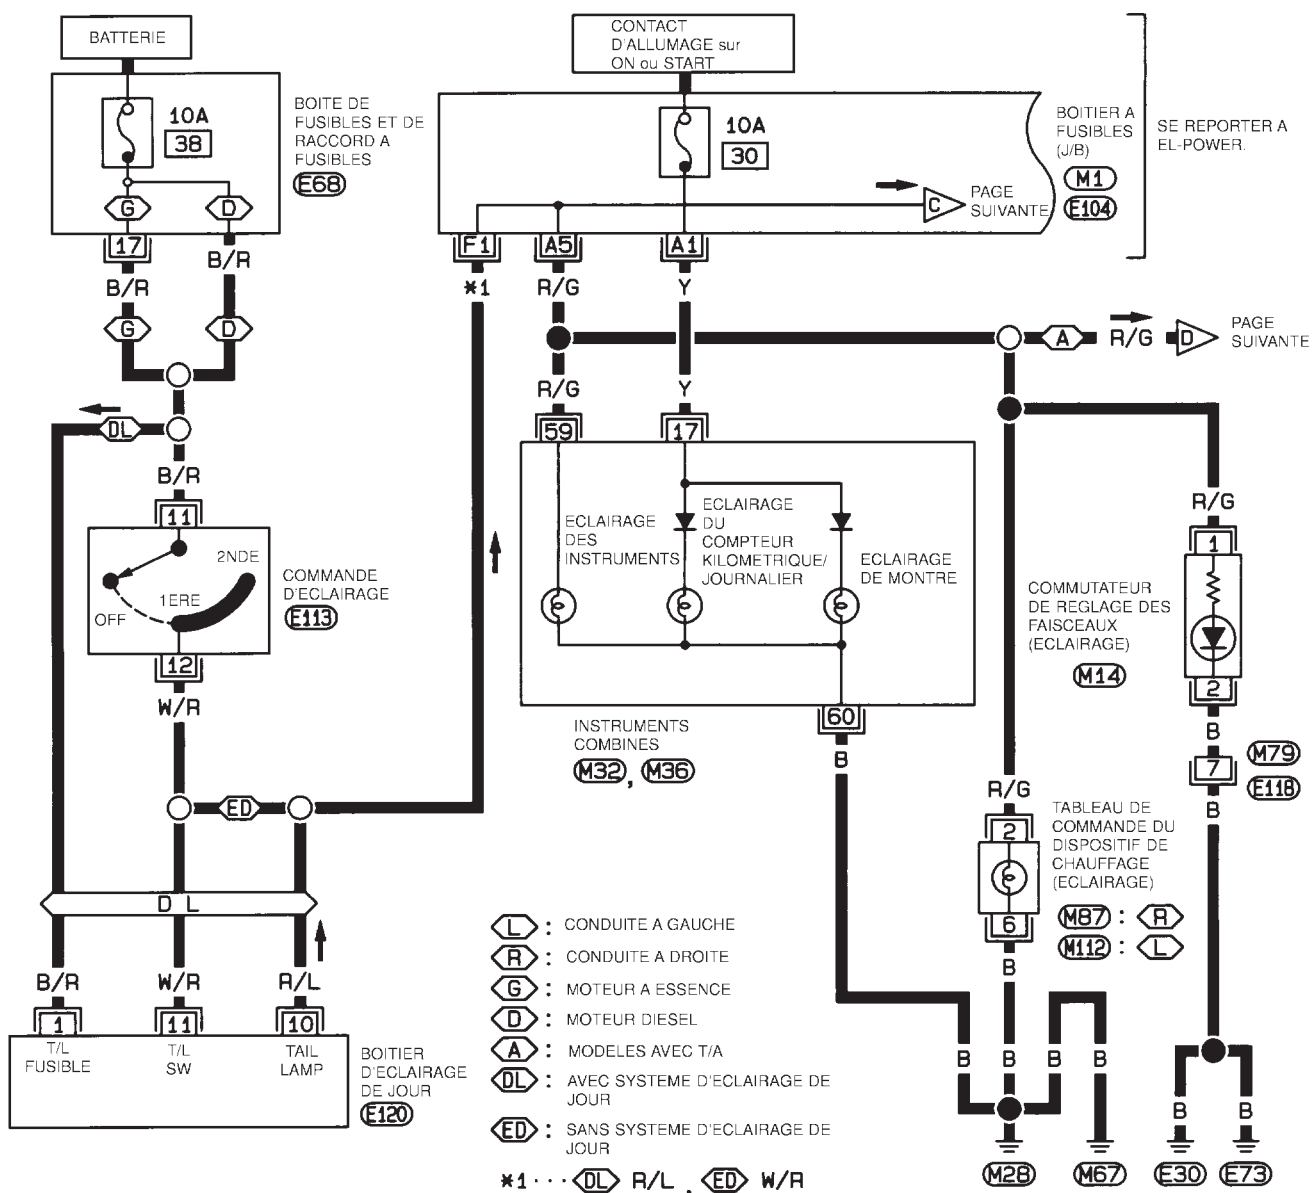 BATTERIE
CONTACT
D'ALLUMAGE sur
ON ou START
10A
38
BOITE DE
FUSIBLES ET DE
RACCORD A
FUSIBLES
E68
G
D
17
B/R
B/R
G
D
10A
30
BOITIER A
FUSIBLES
(J/B)
M1
E104
SE REPORTER A
EL-POWER.
C
PAGE
SUIVANTE
F1
A5
A1
*1
R/G
Y
A
R/G
D
PAGE
SUIVANTE
R/G
Y
DL
B/R
11
2NDE
1ERE
OFF
COMMANDE
D'ECLAIRAGE
E113
12
W/R
59
17
ECLAIRAGE
DES
INSTRUMENTS
ECLAIRAGE
DU
COMPTEUR
KILOMETRIQUE/
JOURNALIER
ECLAIRAGE
DE MONTRE
60
INSTRUMENTS
COMBINES
M32, M36
B
R/G
1
COMMUTATEUR
DE REGLAGE DES
FAISCEAUX
(ECLAIRAGE)
M14
2
B
7
M79
E118
B
ED
R/G
2
TABLEAU DE
COMMANDE DU
DISPOSITIF DE
CHAUFFAGE
(ECLAIRAGE)
M87 : R
M112 : L
6
B
DL
B/R
W/R
R/L
1
11
10
T/L
FUSIBLE
T/L
SW
TAIL
LAMP
BOITIER
D'ECLAIRAGE
DE JOUR
E120
L : CONDUITE A GAUCHE
R : CONDUITE A DROITE
G : MOTEUR A ESSENCE
D : MOTEUR DIESEL
A : MODELES AVEC T/A
DL : AVEC SYSTEME D'ECLAIRAGE DE
JOUR
ED : SANS SYSTEME D'ECLAIRAGE DE
JOUR
*1 ··· DL R/L , ED W/R
B
B
B
B
B
B
M28
M67
E30
E73